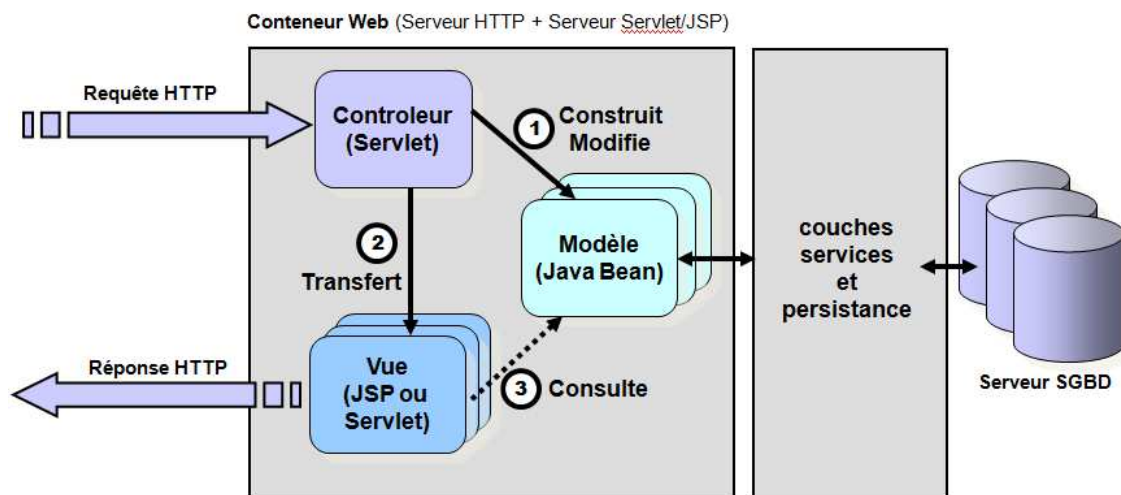 Conteneur Web (Serveur HTTP + Serveur Servlet/JSP)
Requête HTTP
Controleur
(Servlet)
1
Construit
Modifie
2
Transfert
Modèle
(Java Bean)
couches
services
et
persistance
Réponse HTTP
Vue
(JSP ou
Servlet)
3
Consulte
Serveur SGBD